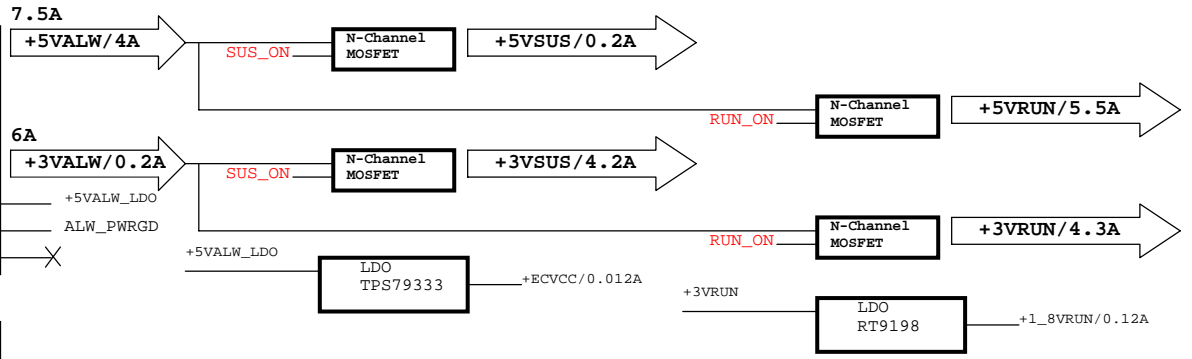 7.5A
+5VALW/4A
SUS_ON
N-Channel
MOSFET
+5VSUS/0.2A
RUN_ON
N-Channel
MOSFET
+5VRUN/5.5A
6A
+3VALW/0.2A
SUS_ON
N-Channel
MOSFET
+3VSUS/4.2A
+5VALW_LDO
ALW_PWRGD
RUN_ON
N-Channel
MOSFET
+3VRUN/4.3A
+5VALW_LDO
LDO
TPS79333
+ECVCC/0.012A
+3VRUN
LDO
RT9198
+1_8VRUN/0.12A